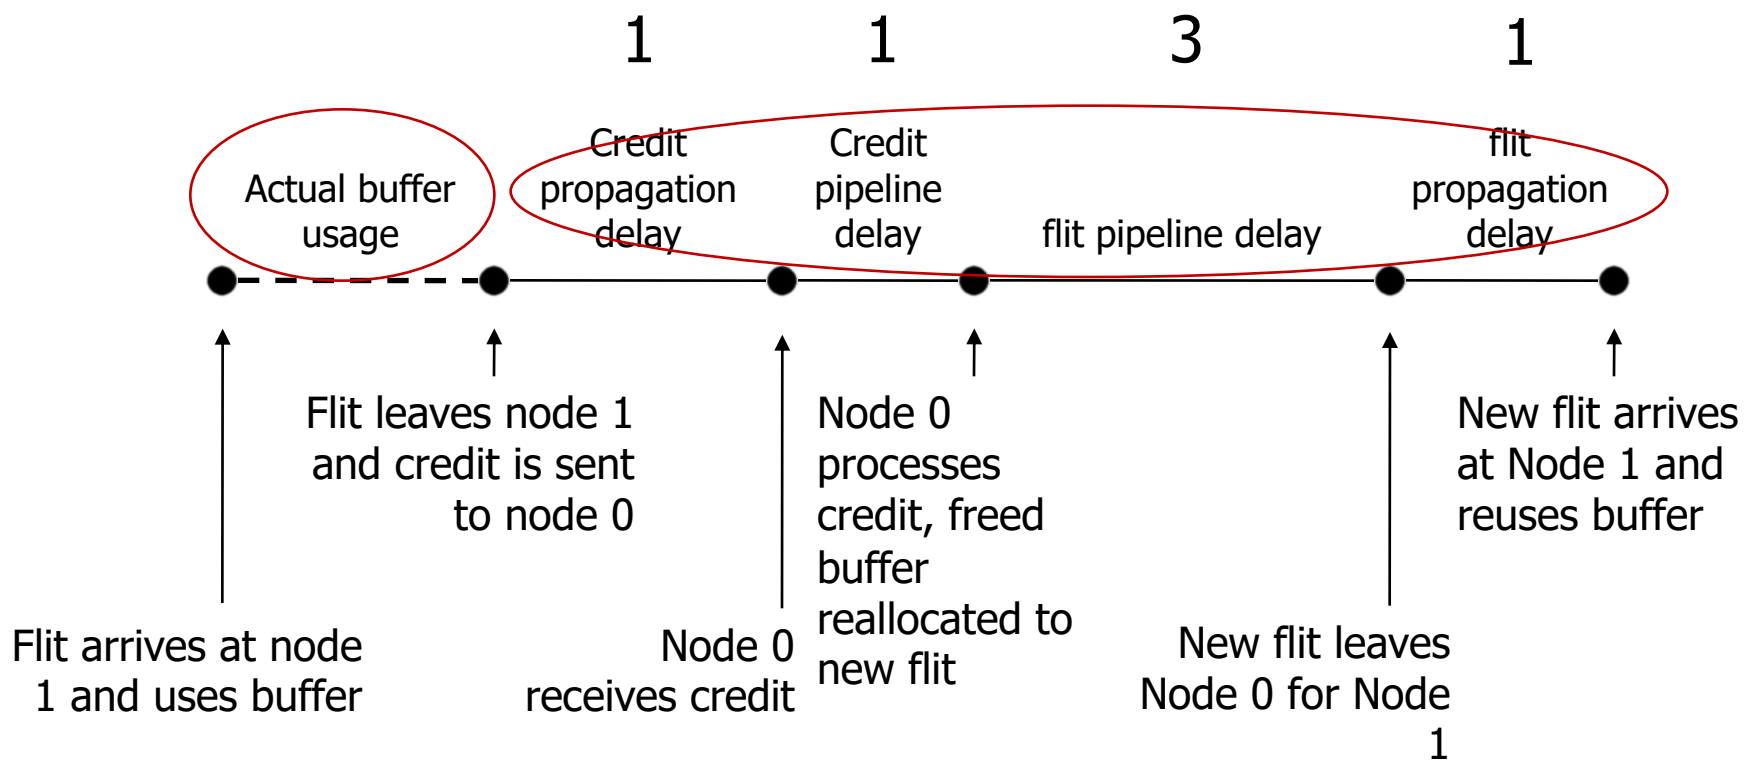 1
1
3
1
Actual buffer
usage
Credit
propagation
delay
Credit
pipeline
delay
flit pipeline delay
flit
propagation
delay
Flit arrives at node
1 and uses buffer
Flit leaves node 1
and credit is sent
to node 0
Node 0
receives credit
Node 0
processes
credit, freed
buffer
reallocated to
new flit
New flit leaves
Node 0 for Node
1
New flit arrives
at Node 1 and
reuses buffer